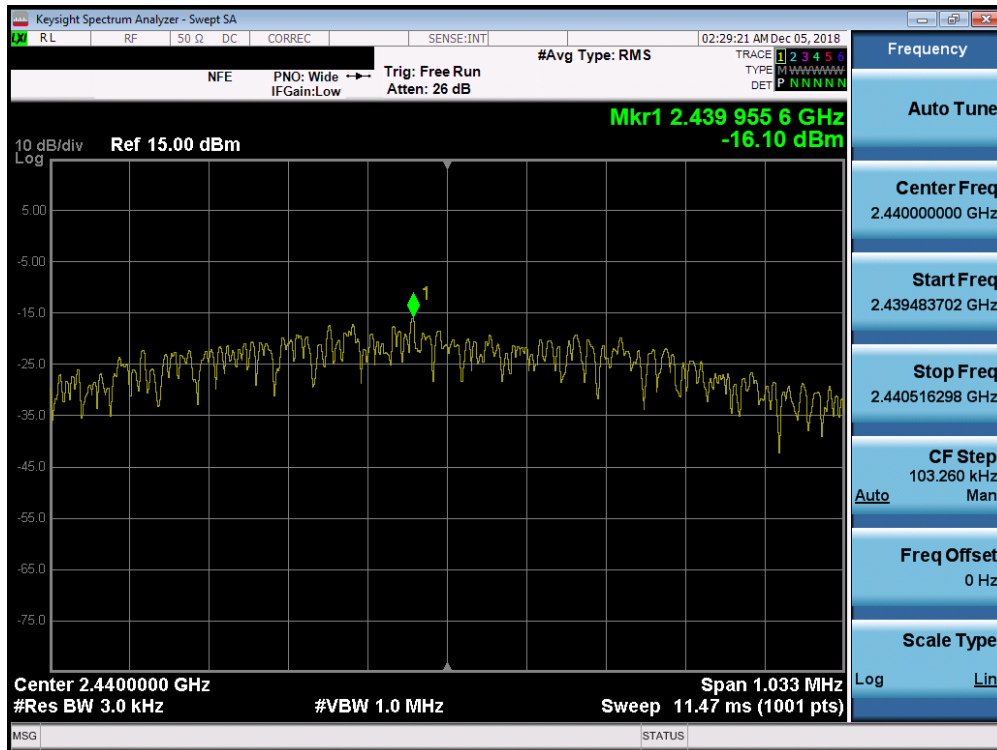 Keysight Spectrum Analyzer - Swept SA
LXI RL RF 50 Ω DC CORREC SENSE:INT 02:29:21 AM Dec 05, 2018
#Avg Type: RMS
TRACE 1 2 3 4 5 6
TYPE M W W W W W
DET P N N N N N
NFE PNO: Wide Trig: Free Run
IFGain:Low Atten: 26 dB
Mkr1 2.439 955 6 GHz
-16.10 dBm
10 dB/div Ref 15.00 dBm
Log
5.00
-5.00
1
-15.0
-25.0
-35.0
-45.0
-55.0
-65.0
-75.0
Center 2.4400000 GHz Span 1.033 MHz
#Res BW 3.0 kHz #VBW 1.0 MHz Sweep 11.47 ms (1001 pts)
MSG STATUS
Frequency
Auto Tune
Center Freq
2.440000000 GHz
Start Freq
2.439483702 GHz
Stop Freq
2.440516298 GHz
CF Step
103.260 kHz
Auto Man
Freq Offset
0 Hz
Scale Type
Log Lin